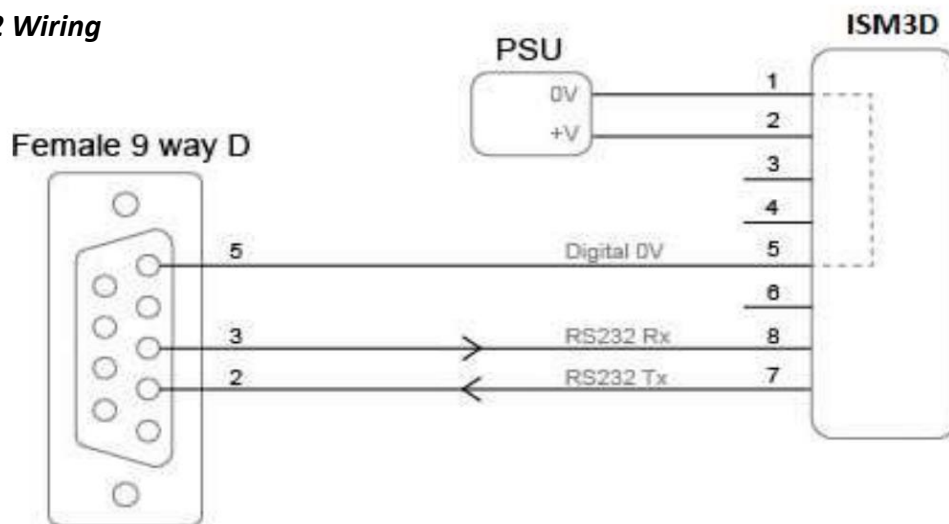 2 Wiring
ISM3D
PSU
0V
1
+V
2
Female 9 way D
3
4
5
Digital 0V
5
6
3
RS232 Rx
8
2
RS232 Tx
7